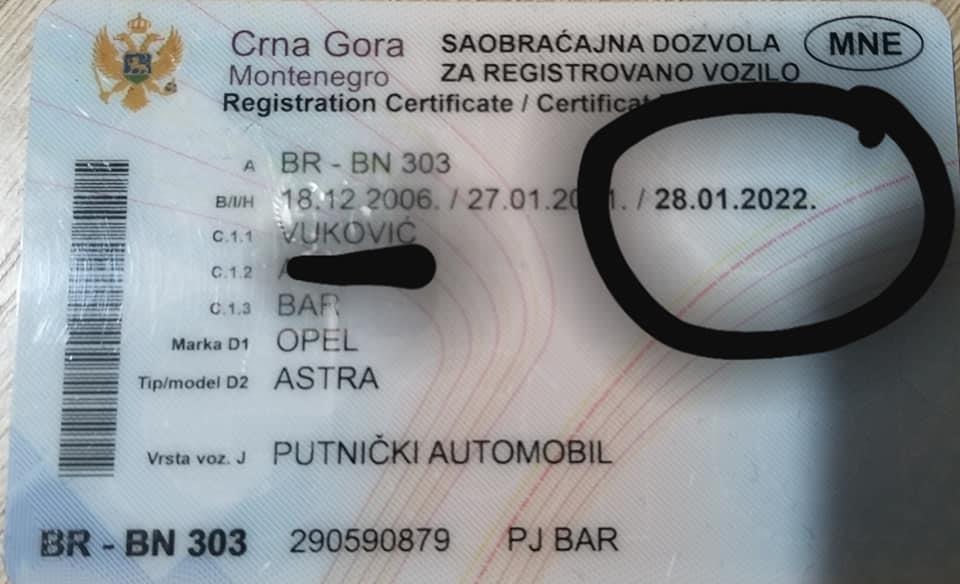 Crna Gora
Montenegro
SAOBRAĆAJNA DOZVOLA
ZA REGISTROVANO VOZILO
MNE
Registration Certificate / Certificat
A BR - BN 303
B/I/H 18.12.2006. / 27.01.20 1. / 28.01.2022.
C.1.1 VUKOVIĆ
C.1.2
C.1.3 BAR
Marka D1 OPEL
Tip/model D2 ASTRA
Vrsta voz. J PUTNIČKI AUTOMOBIL
BR - BN 303 290590879 PJ BAR